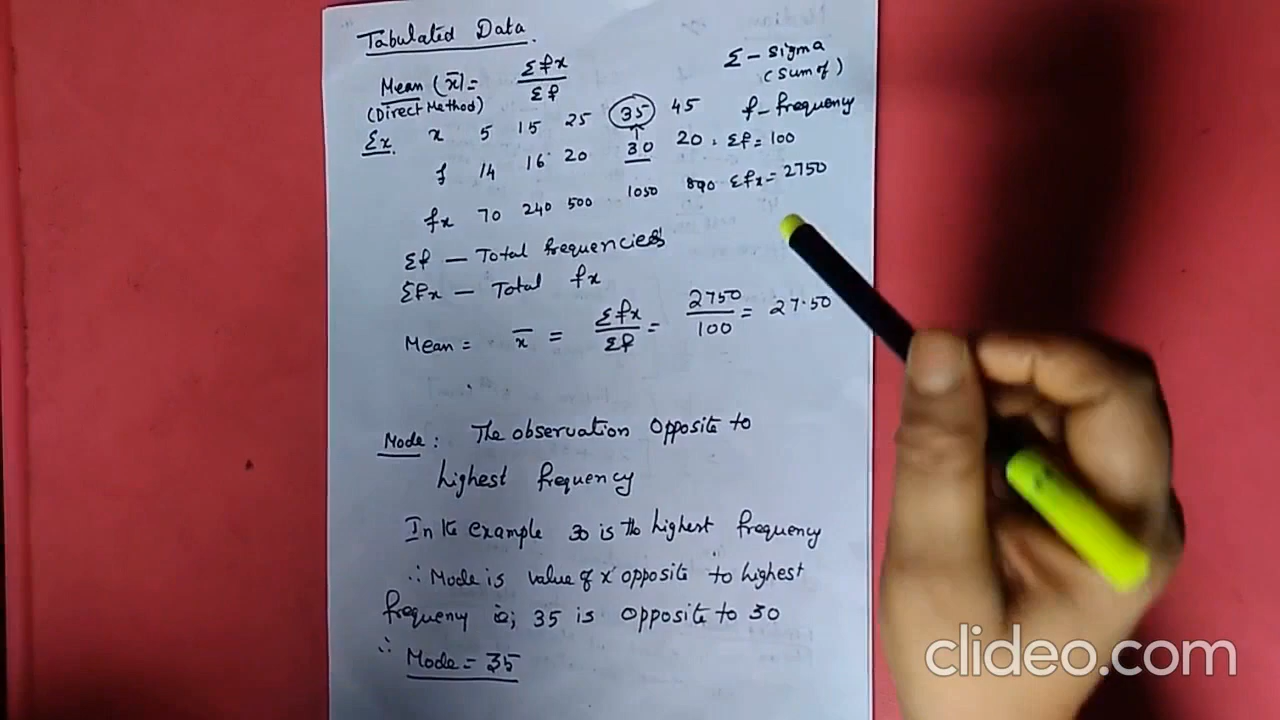 Tabulated Data.
Mean (x̄) = Σfx / Σf
(Direct Method)
Σ - sigma
(sum of)
f - frequency
Ex. x 5 15 25 35 45
f 14 16 20 30 20 . Σf = 100
fx 70 240 500 1050 890 Σfx = 2750
Σf — Total frequencies
Σfx — Total fx
Mean = x̄ = Σfx / Σf = 2750 / 100 = 27.50
Mode: The observation opposite to
highest frequency
In the example 30 is the highest frequency
∴ Mode is value of x opposite to highest
frequency ie; 35 is opposite to 30
∴ Mode = 35
clideo.com